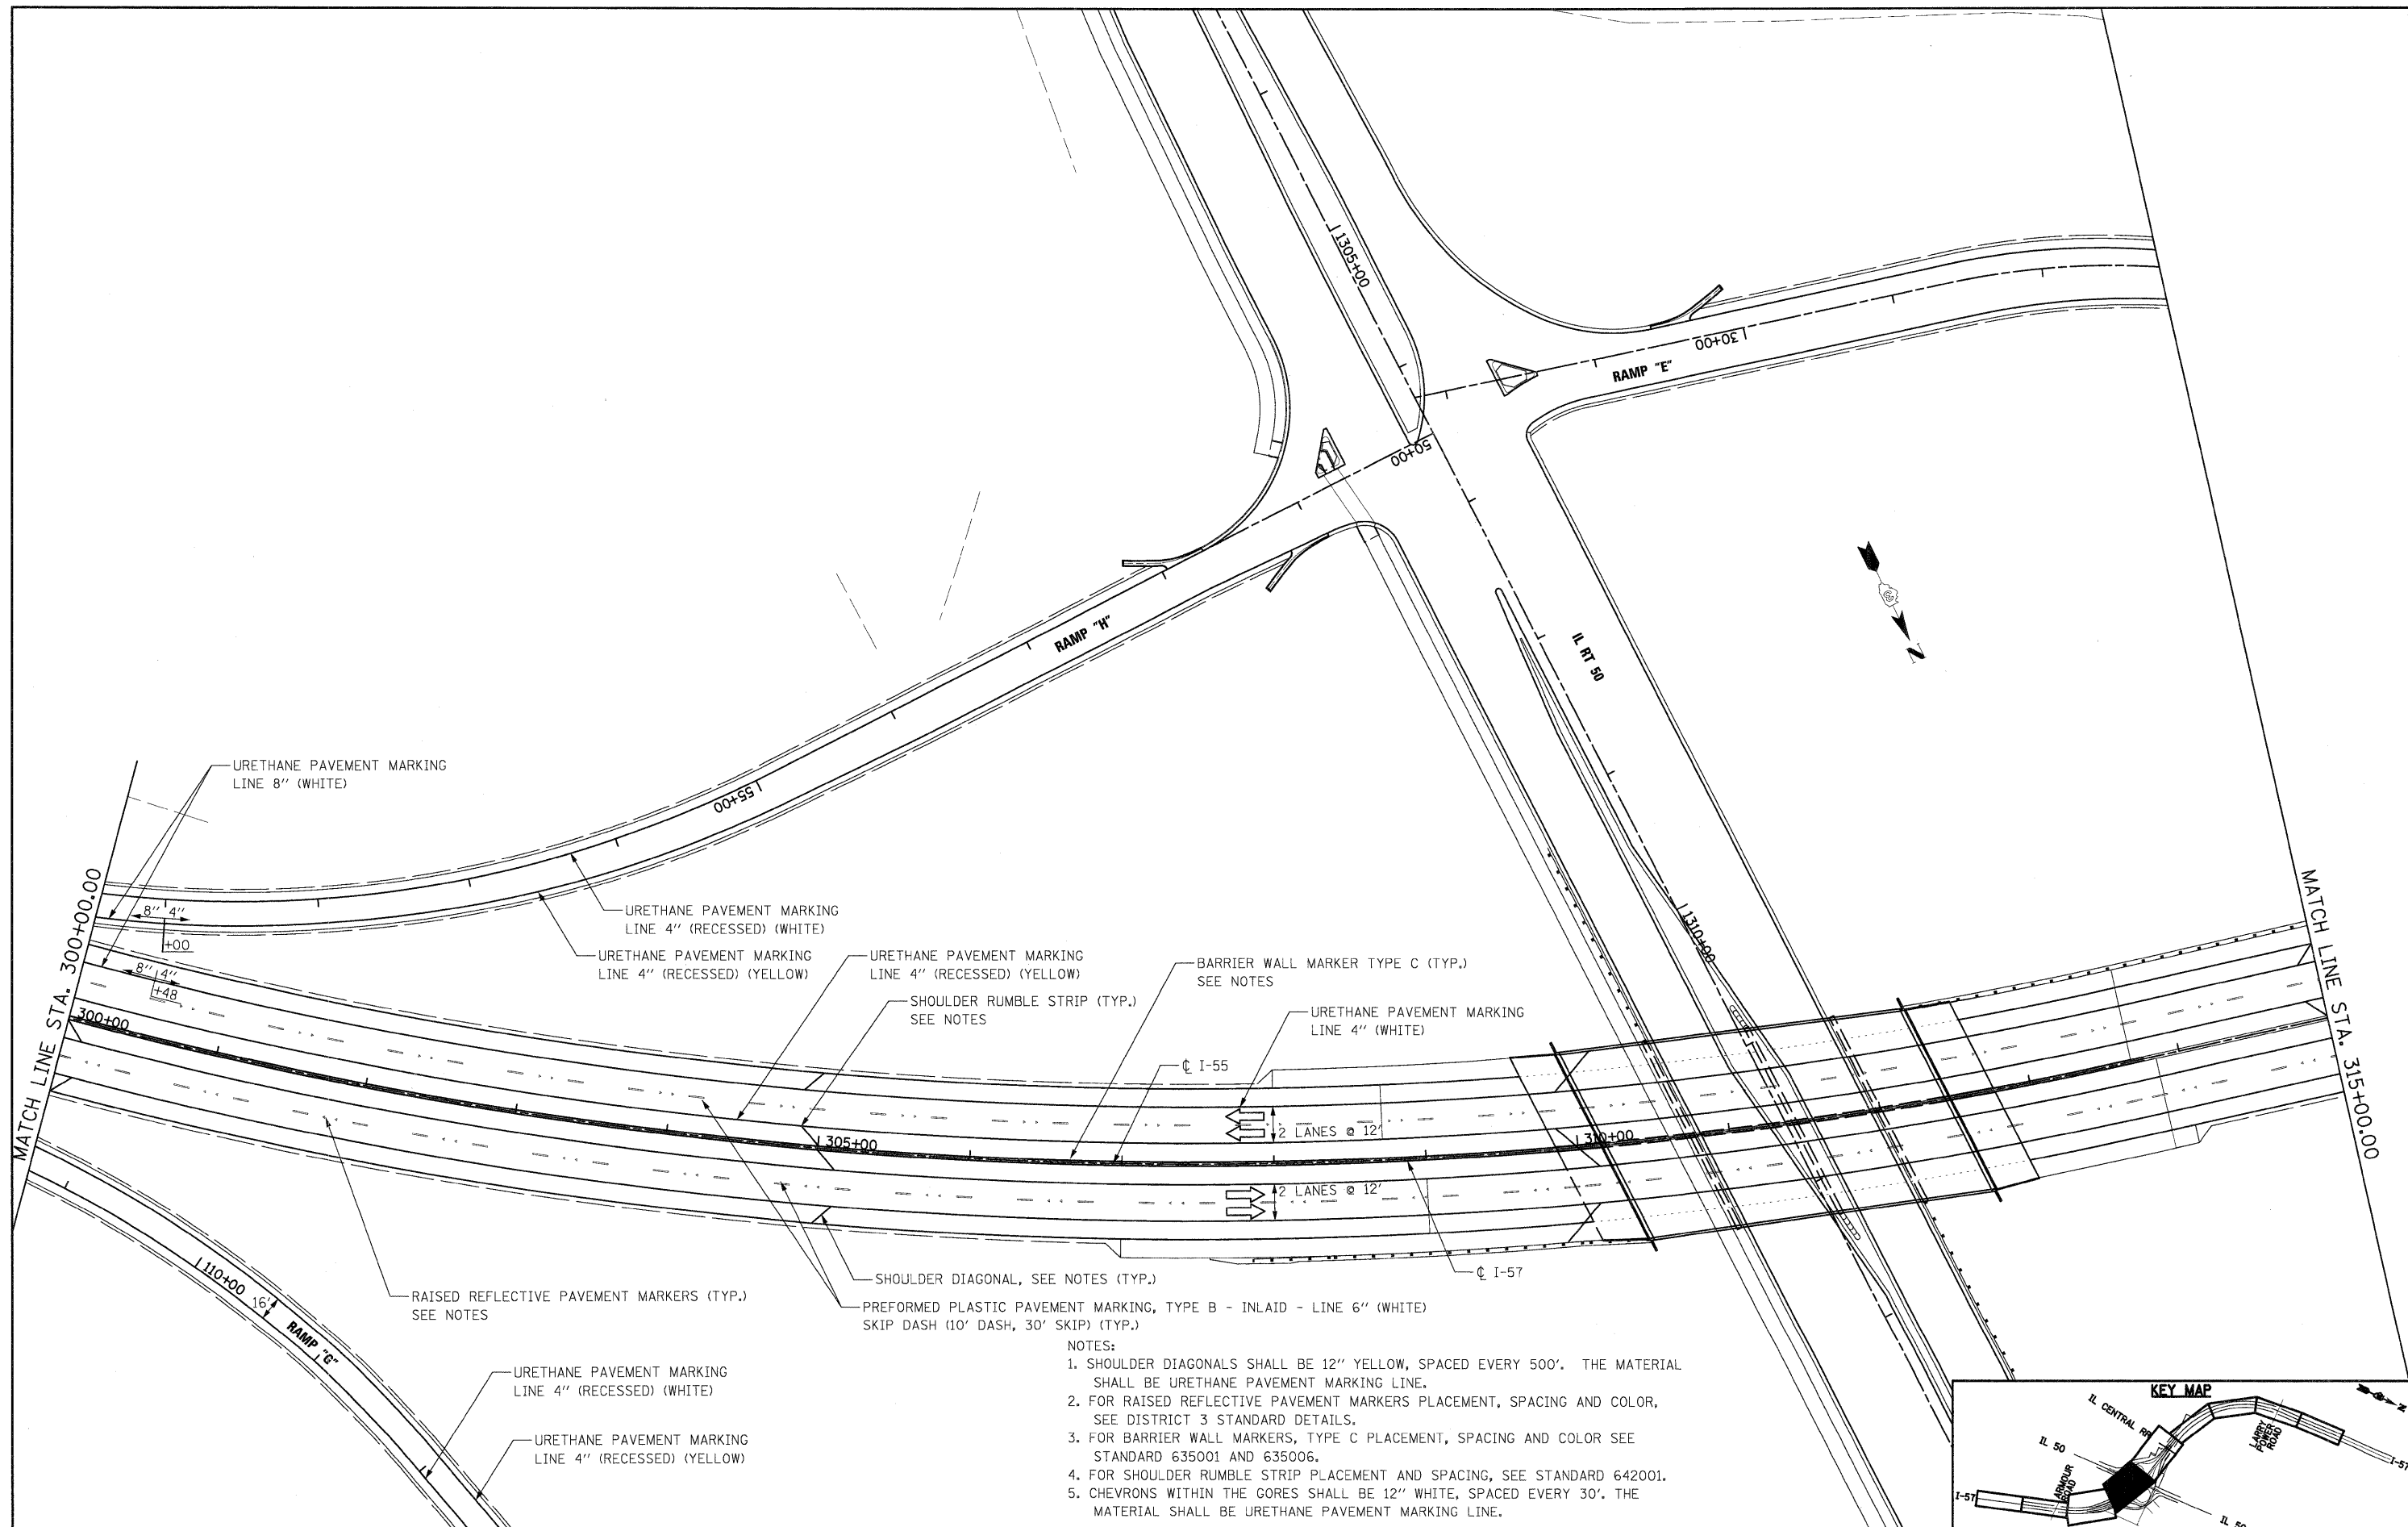 1305+00
30+00
RAMP "E"
50+00
RAMP "H"
IL RT 50
N
URETHANE PAVEMENT MARKING
LINE 8" (WHITE)
55+00
MATCH LINE STA. 300+00.00
8" 4"
+00
8" 4"
+48
300+00
URETHANE PAVEMENT MARKING
LINE 4" (RECESSED) (WHITE)
URETHANE PAVEMENT MARKING
LINE 4" (RECESSED) (YELLOW)
URETHANE PAVEMENT MARKING
LINE 4" (RECESSED) (YELLOW)
SHOULDER RUMBLE STRIP (TYP.)
SEE NOTES
BARRIER WALL MARKER TYPE C (TYP.)
SEE NOTES
URETHANE PAVEMENT MARKING
LINE 4" (WHITE)
℄ I-55
1310+00
MATCH LINE STA. 315+00.00
305+00
2 LANES @ 12'
310+00
2 LANES @ 12'
℄ I-57
110+00
16'
RAMP "G"
RAISED REFLECTIVE PAVEMENT MARKERS (TYP.)
SEE NOTES
SHOULDER DIAGONAL, SEE NOTES (TYP.)
PREFORMED PLASTIC PAVEMENT MARKING, TYPE B - INLAID - LINE 6" (WHITE)
SKIP DASH (10' DASH, 30' SKIP) (TYP.)
URETHANE PAVEMENT MARKING
LINE 4" (RECESSED) (WHITE)
URETHANE PAVEMENT MARKING
LINE 4" (RECESSED) (YELLOW)
NOTES:
1. SHOULDER DIAGONALS SHALL BE 12" YELLOW, SPACED EVERY 500'. THE MATERIAL
SHALL BE URETHANE PAVEMENT MARKING LINE.
2. FOR RAISED REFLECTIVE PAVEMENT MARKERS PLACEMENT, SPACING AND COLOR,
SEE DISTRICT 3 STANDARD DETAILS.
3. FOR BARRIER WALL MARKERS, TYPE C PLACEMENT, SPACING AND COLOR SEE
STANDARD 635001 AND 635006.
4. FOR SHOULDER RUMBLE STRIP PLACEMENT AND SPACING, SEE STANDARD 642001.
5. CHEVRONS WITHIN THE GORES SHALL BE 12" WHITE, SPACED EVERY 30'. THE
MATERIAL SHALL BE URETHANE PAVEMENT MARKING LINE.
KEY MAP
N
IL CENTRAL RR
IL 50
LARRY
POWER
ROAD
I-57
ARMOUR
ROAD
I-57
IL 50